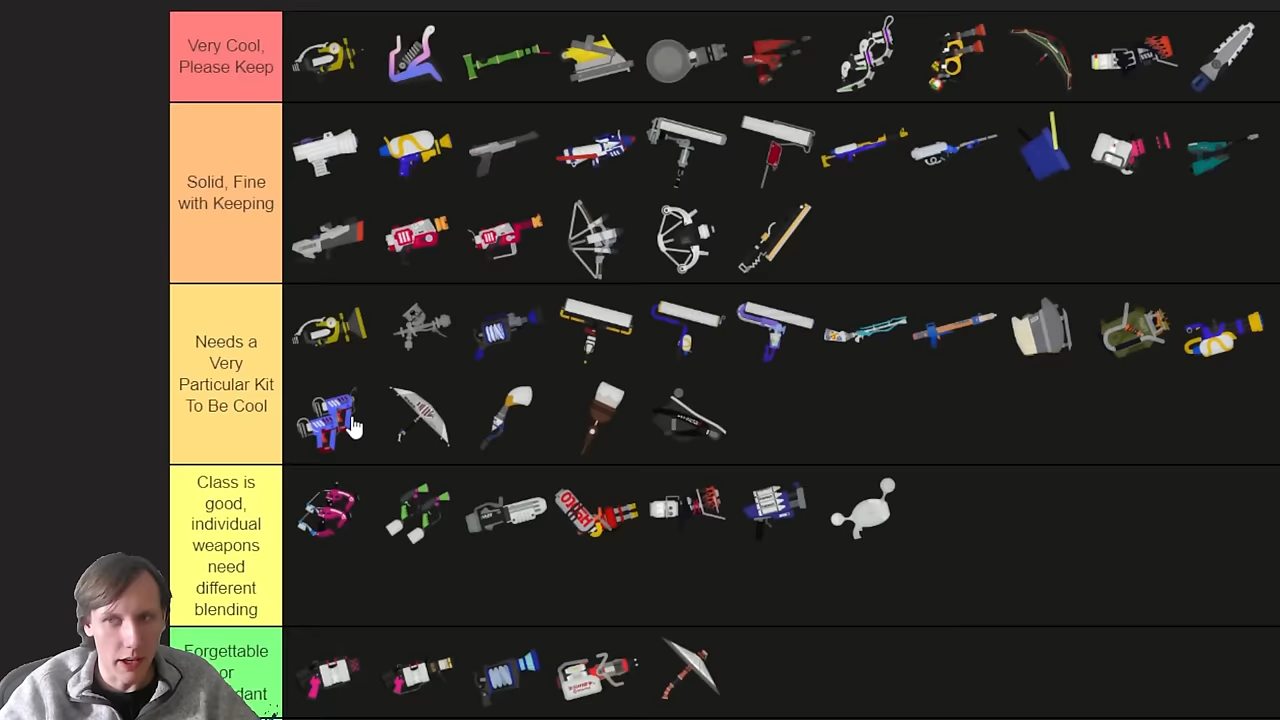 Very Cool,
Please Keep
Solid, Fine
with Keeping
Needs a
Very
Particular Kit
To Be Cool
Class is
good,
individual
weapons
need
different
blending
Forgettable
or